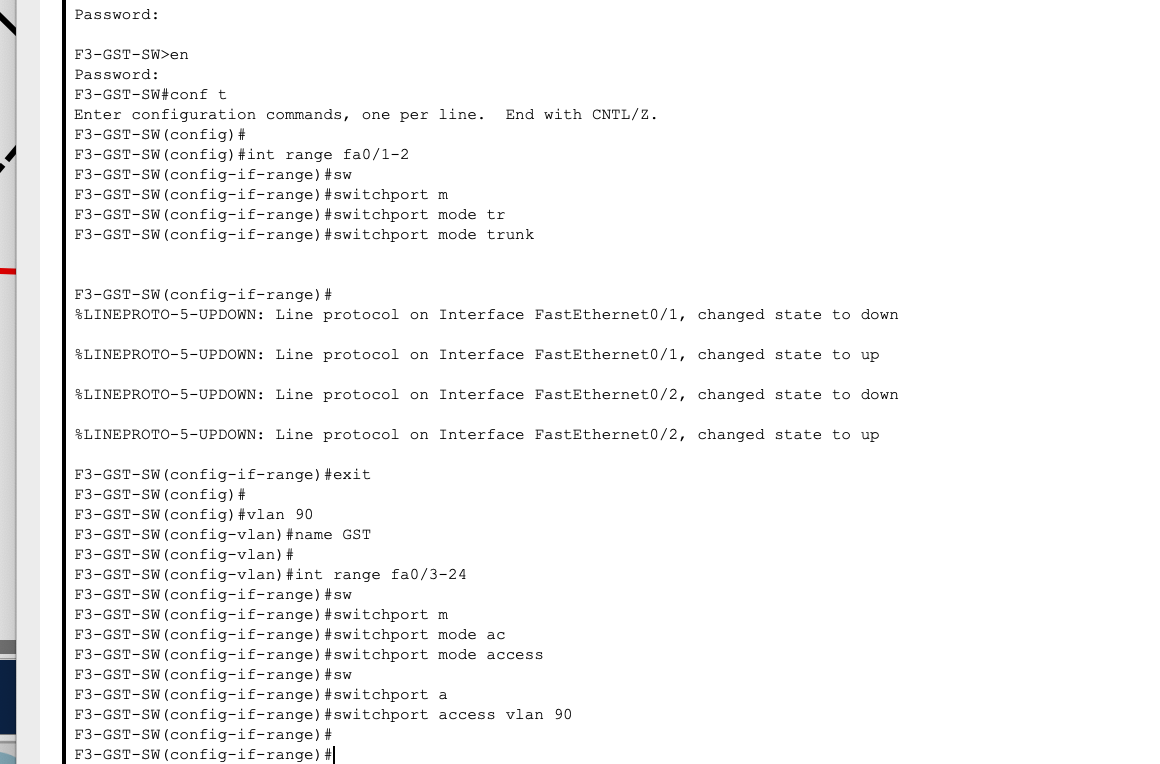 Password:
F3-GST-SW>en
Password:
F3-GST-SW#conf t
Enter configuration commands, one per line.  End with CNTL/Z.
F3-GST-SW(config)#
F3-GST-SW(config)#int range fa0/1-2
F3-GST-SW(config-if-range)#sw
F3-GST-SW(config-if-range)#switchport m
F3-GST-SW(config-if-range)#switchport mode tr
F3-GST-SW(config-if-range)#switchport mode trunk
F3-GST-SW(config-if-range)#
%LINEPROTO-5-UPDOWN: Line protocol on Interface FastEthernet0/1, changed state to down
%LINEPROTO-5-UPDOWN: Line protocol on Interface FastEthernet0/1, changed state to up
%LINEPROTO-5-UPDOWN: Line protocol on Interface FastEthernet0/2, changed state to down
%LINEPROTO-5-UPDOWN: Line protocol on Interface FastEthernet0/2, changed state to up
F3-GST-SW(config-if-range)#exit
F3-GST-SW(config)#
F3-GST-SW(config)#vlan 90
F3-GST-SW(config-vlan)#name GST
F3-GST-SW(config-vlan)#
F3-GST-SW(config-vlan)#int range fa0/3-24
F3-GST-SW(config-if-range)#sw
F3-GST-SW(config-if-range)#switchport m
F3-GST-SW(config-if-range)#switchport mode ac
F3-GST-SW(config-if-range)#switchport mode access
F3-GST-SW(config-if-range)#sw
F3-GST-SW(config-if-range)#switchport a
F3-GST-SW(config-if-range)#switchport access vlan 90
F3-GST-SW(config-if-range)#
F3-GST-SW(config-if-range)#